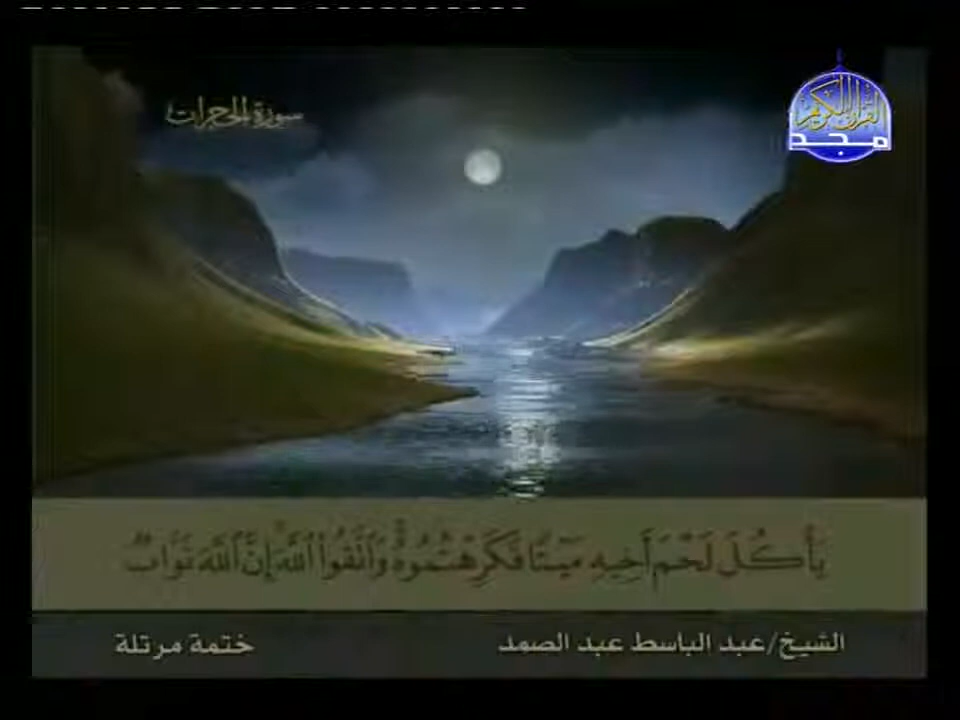 سورة الحجرات
القرآن الكريم
مجد
يَأْكُلَ لَحْمَ أَخِيهِ مَيْتًا فَكَرِهْتُمُوهُ وَاتَّقُوا اللَّهَ إِنَّ اللَّهَ تَوَّابٌ
الشيخ/عبد الباسط عبد الصمد
ختمة مرتلة